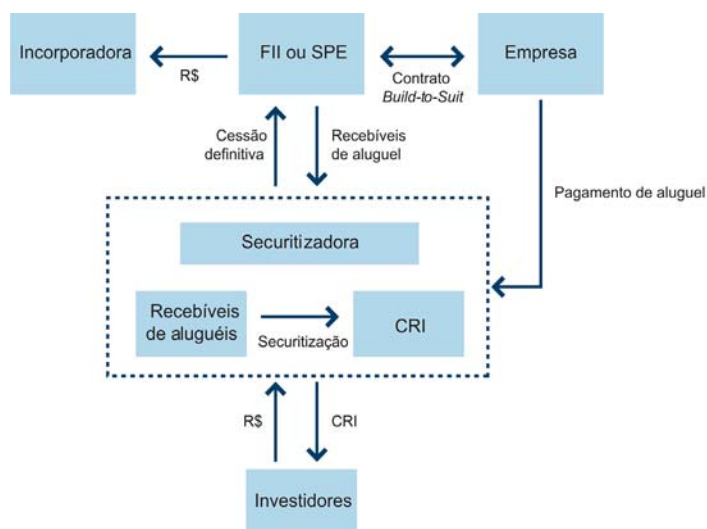 Incorporadora
R$
FII ou SPE
Contrato
Build-to-Suit
Empresa
Cessão
definitiva
Recebíveis
de aluguel
Pagamento de aluguel
Securitizadora
Recebíveis
de aluguéis
Securitização
CRI
R$
CRI
Investidores